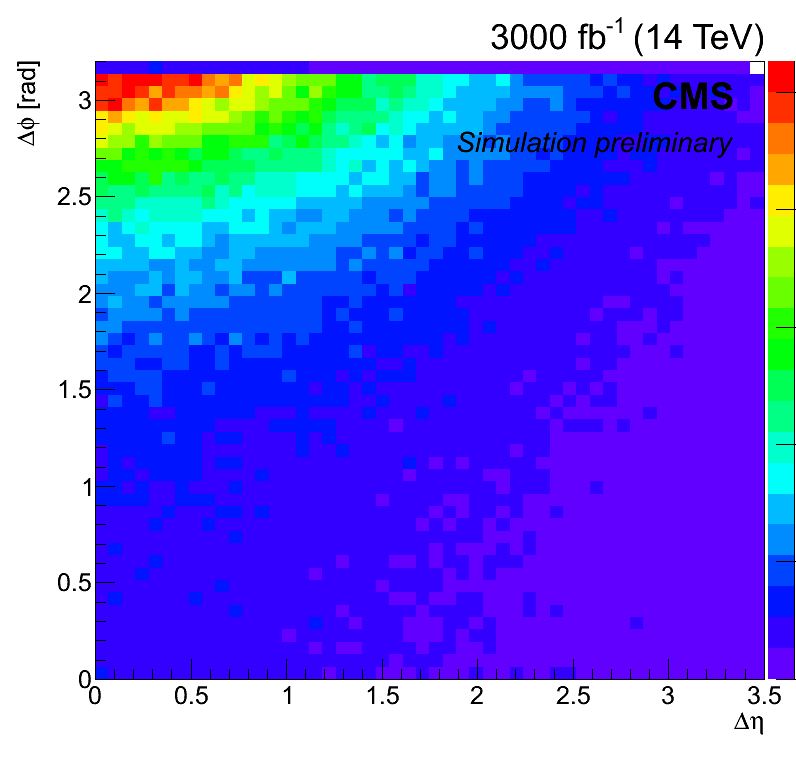 3000 fb-1 (14 TeV)
Δϕ [rad]
CMS
Simulation preliminary
3
2.5
2
1.5
1
0.5
0
0 0.5 1 1.5 2 2.5 3 3.5
Δη